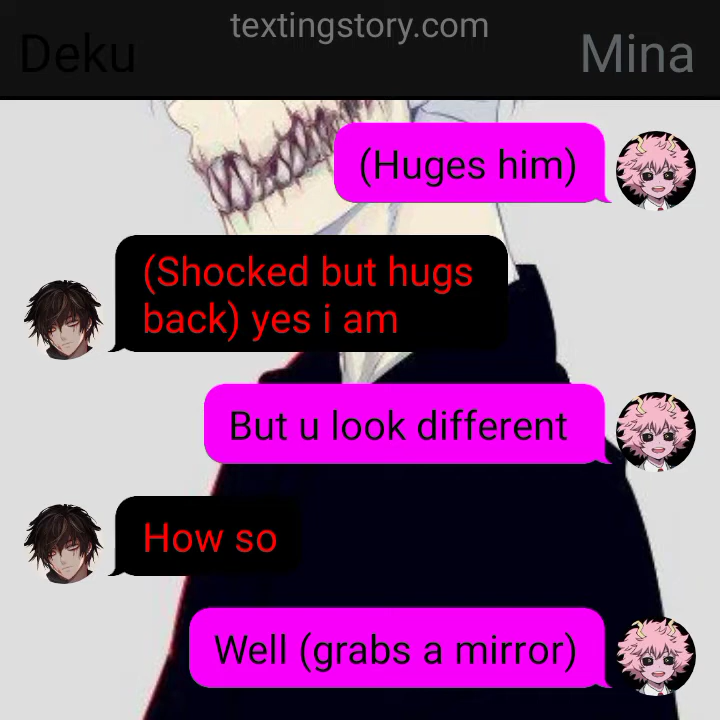 textingstory.com
Deku
Mina
(Huges him)
(Shocked but hugs
back) yes i am
But u look different
How so
Well (grabs a mirror)